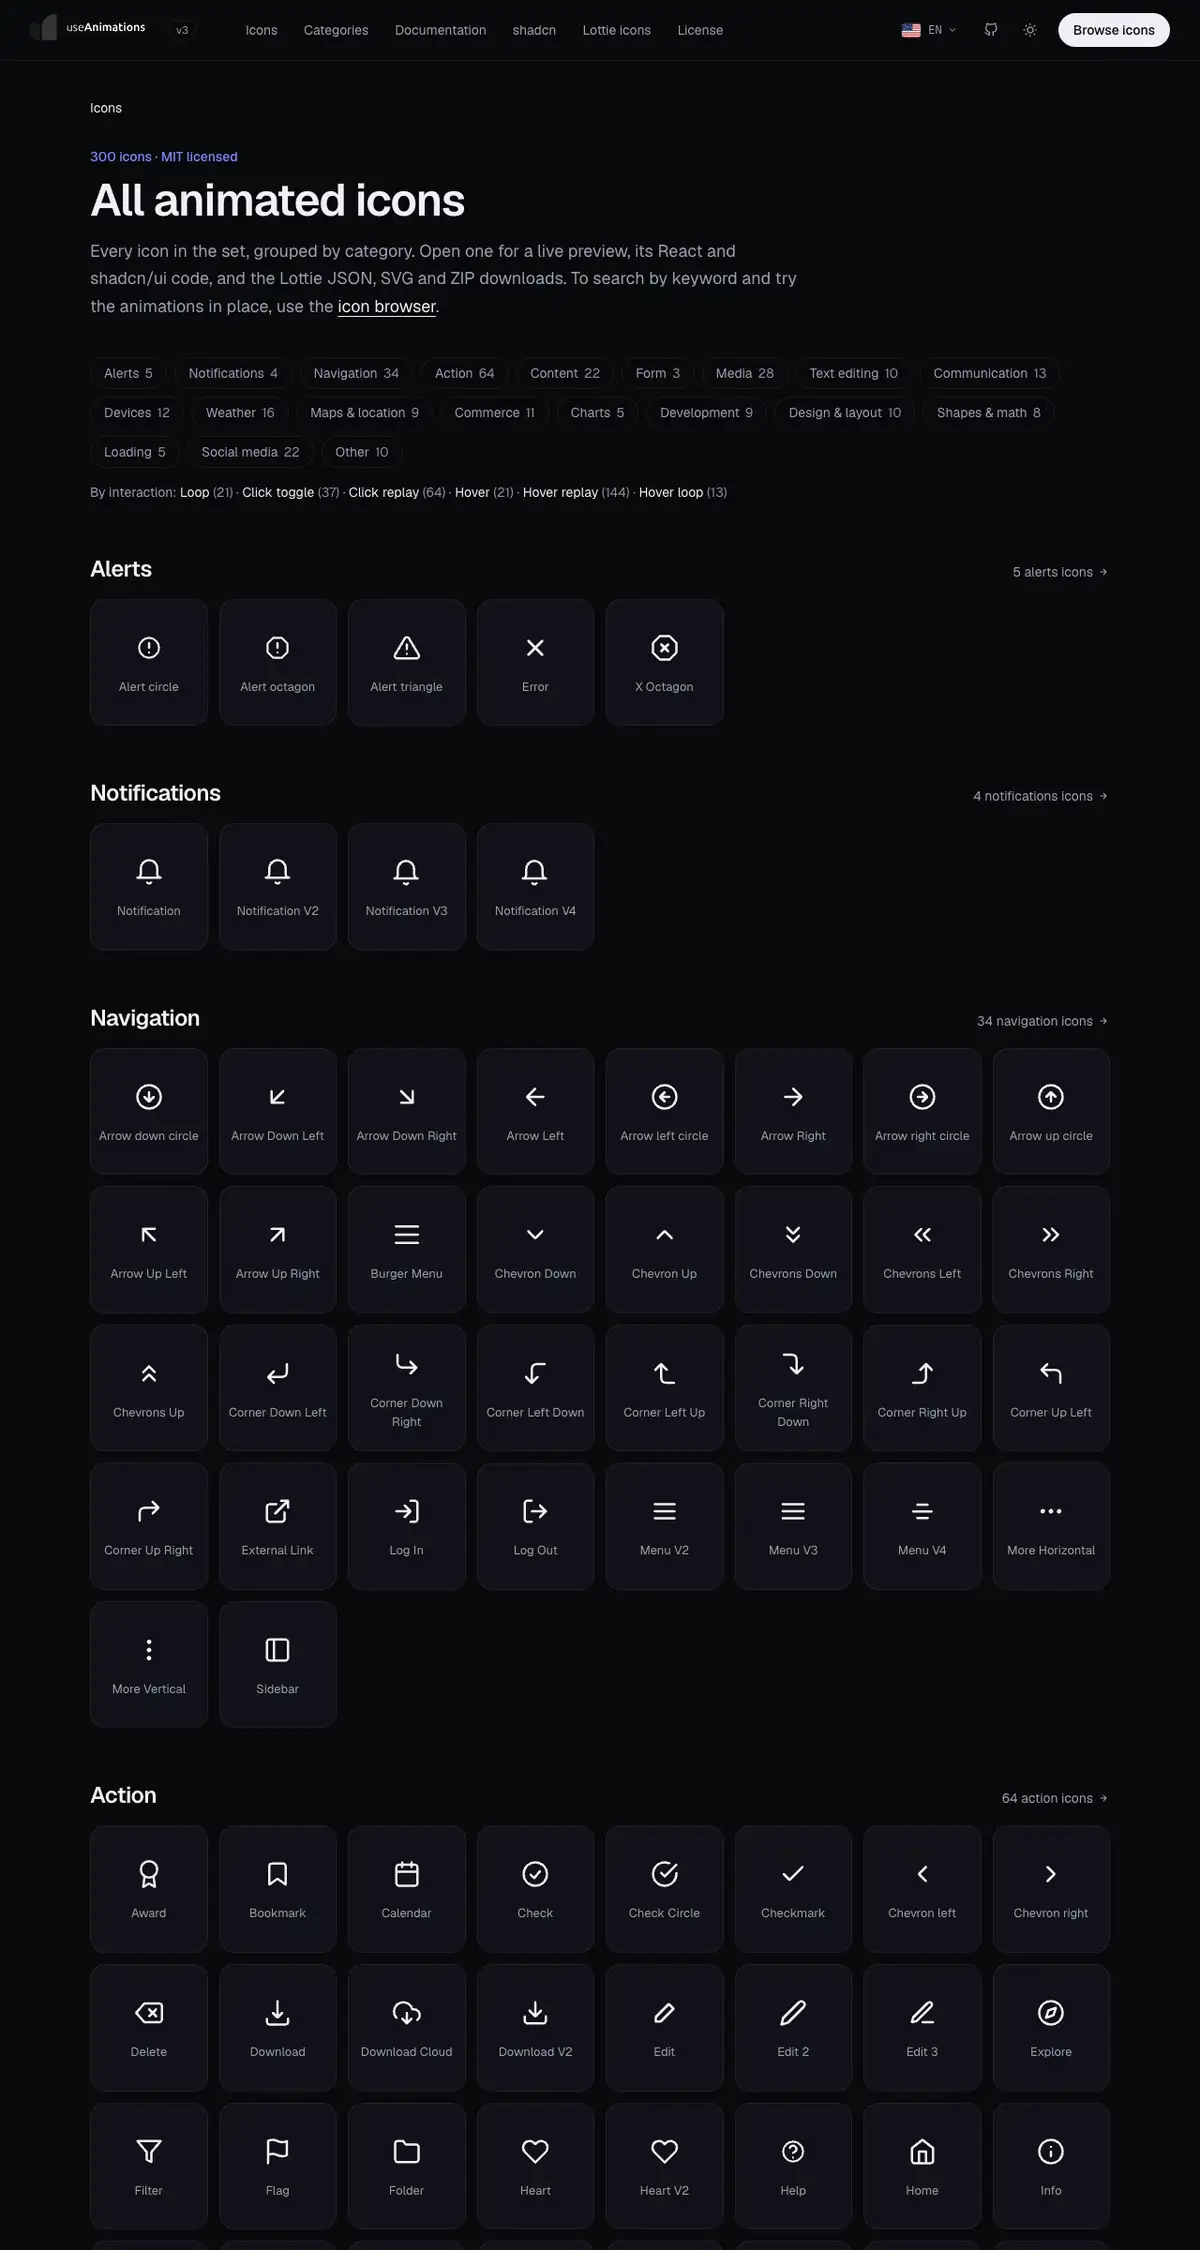 useAnimations
v3
Icons
Categories
Documentation
shadcn
Lottie icons
License
EN
Browse icons
Icons
300 icons · MIT licensed
All animated icons
Every icon in the set, grouped by category. Open one for a live preview, its React and
shadcn/ui code, and the Lottie JSON, SVG and ZIP downloads. To search by keyword and try
the animations in place, use the icon browser.
Alerts 5
Notifications 4
Navigation 34
Action 64
Content 22
Form 3
Media 28
Text editing 10
Communication 13
Devices 12
Weather 16
Maps & location 9
Commerce 11
Charts 5
Development 9
Design & layout 10
Shapes & math 8
Loading 5
Social media 22
Other 10
By interaction: Loop (21) · Click toggle (37) · Click replay (64) · Hover (21) · Hover replay (144) · Hover loop (13)
Alerts
5 alerts icons →
Alert circle
Alert octagon
Alert triangle
Error
X Octagon
Notifications
4 notifications icons →
Notification
Notification V2
Notification V3
Notification V4
Navigation
34 navigation icons →
Arrow down circle
Arrow Down Left
Arrow Down Right
Arrow Left
Arrow left circle
Arrow Right
Arrow right circle
Arrow up circle
Arrow Up Left
Arrow Up Right
Burger Menu
Chevron Down
Chevron Up
Chevrons Down
Chevrons Left
Chevrons Right
Chevrons Up
Corner Down Left
Corner Down
Right
Corner Left Down
Corner Left Up
Corner Right
Down
Corner Right Up
Corner Up Left
Corner Up Right
External Link
Log In
Log Out
Menu V2
Menu V3
Menu V4
More Horizontal
More Vertical
Sidebar
Action
64 action icons →
Award
Bookmark
Calendar
Check
Check Circle
Checkmark
Chevron left
Chevron right
Delete
Download
Download Cloud
Download V2
Edit
Edit 2
Edit 3
Explore
Filter
Flag
Folder
Heart
Heart V2
Help
Home
Info